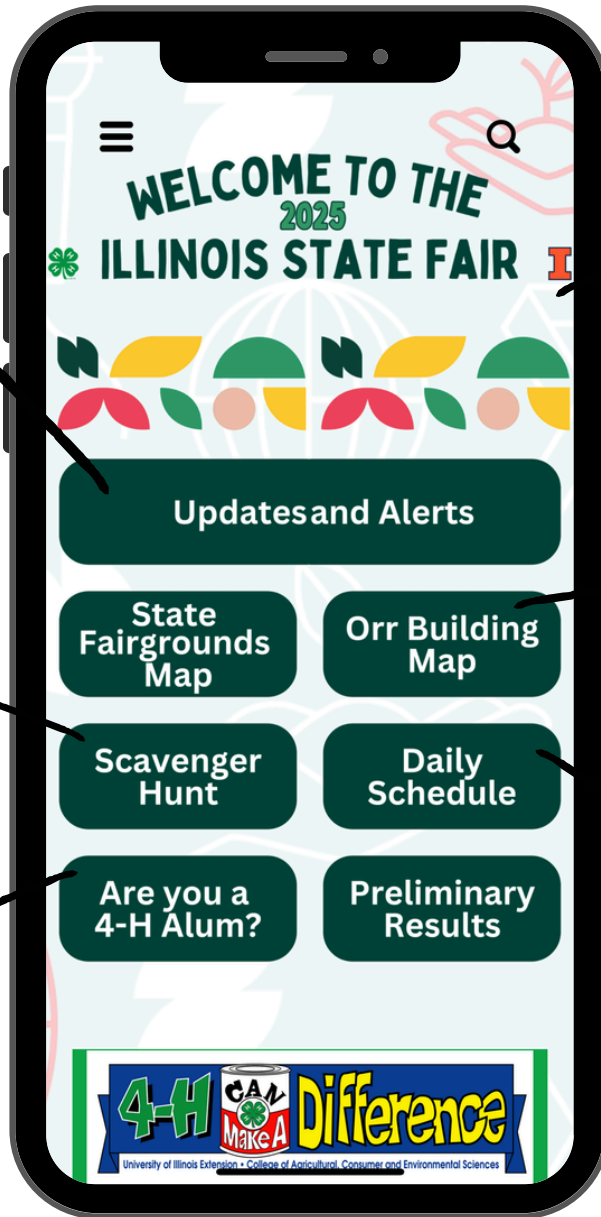 WELCOME TO THE
2025
ILLINOIS STATE FAIR
I
Updates and Alerts
State
Fairgrounds
Map
Orr Building
Map
Scavenger
Hunt
Daily
Schedule
Are you a
4-H Alum?
Preliminary
Results
4-H CAN Make A Difference
University of Illinois Extension • College of Agricultural, Consumer and Environmental Sciences